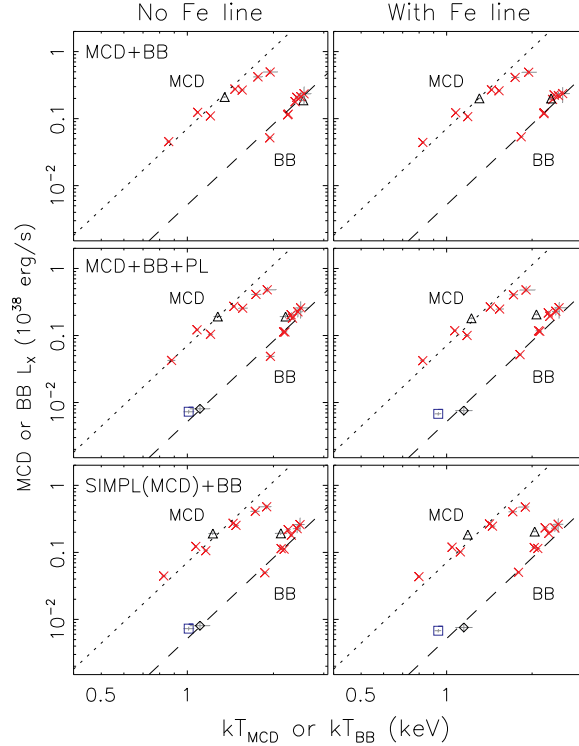 No Fe line
With Fe line
MCD+BB
MCD
BB
MCD
BB
1
0.1
10⁻²
MCD+BB+PL
MCD
BB
MCD
BB
1
0.1
10⁻²
SIMPL(MCD)+BB
MCD
BB
MCD
BB
1
0.1
10⁻²
MCD or BB L_X (10³⁸ erg/s)
0.5
1
2
0.5
1
2
kT_MCD or kT_BB (keV)